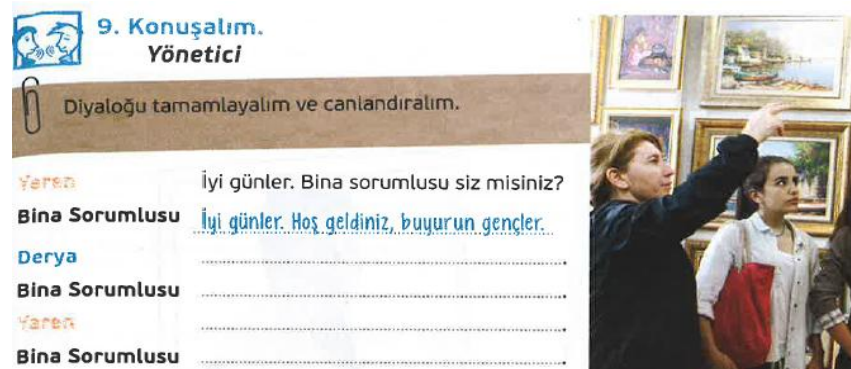 9. Konuşalım.
Yönetici
Diyaloğu tamamlayalım ve canlandıralım.
Yaren İyi günler. Bina sorumlusu siz misiniz?
Bina Sorumlusu İyi günler. Hoş geldiniz, buyurun gençler.
Derya .
Bina Sorumlusu .
Yaren .
Bina Sorumlusu .